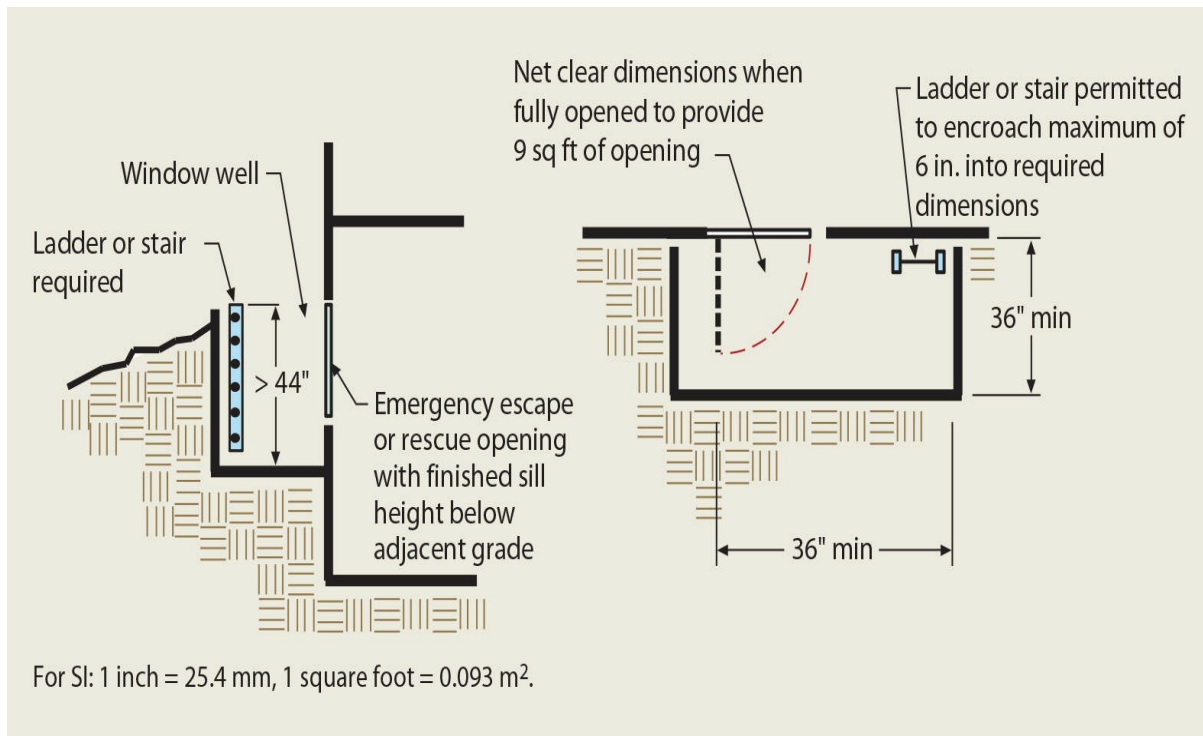 Window well
Ladder or stair
required
> 44"
Emergency escape
or rescue opening
with finished sill
height below
adjacent grade
Net clear dimensions when
fully opened to provide
9 sq ft of opening
Ladder or stair permitted
to encroach maximum of
6 in. into required
dimensions
36" min
36" min
For SI: 1 inch = 25.4 mm, 1 square foot = 0.093 m².